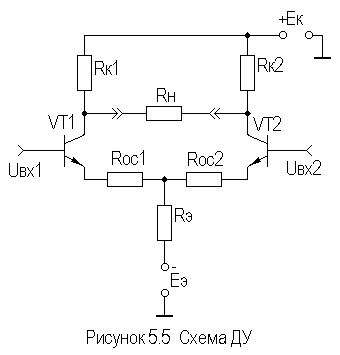 +Eк
Rк1
Rк2
Rн
VT1
VT2
Uвх1
Rос1
Rос2
Uвх2
Rэ
-
Eэ
Рисунок 5.5 Схема ДУ